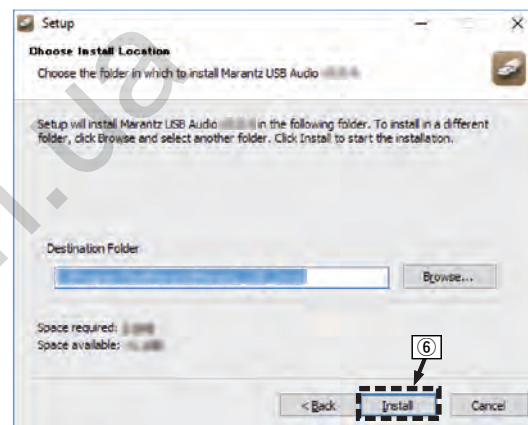 Setup
Choose Install Location
Choose the folder in which to install Marantz USB Audio
Setup will install Marantz USB Audio in the following folder. To install in a different
folder, click Browse and select another folder. Click Install to start the installation.
Destination Folder
Browse...
Space required:
Space available:
⑥
< Back Install Cancel
.ua